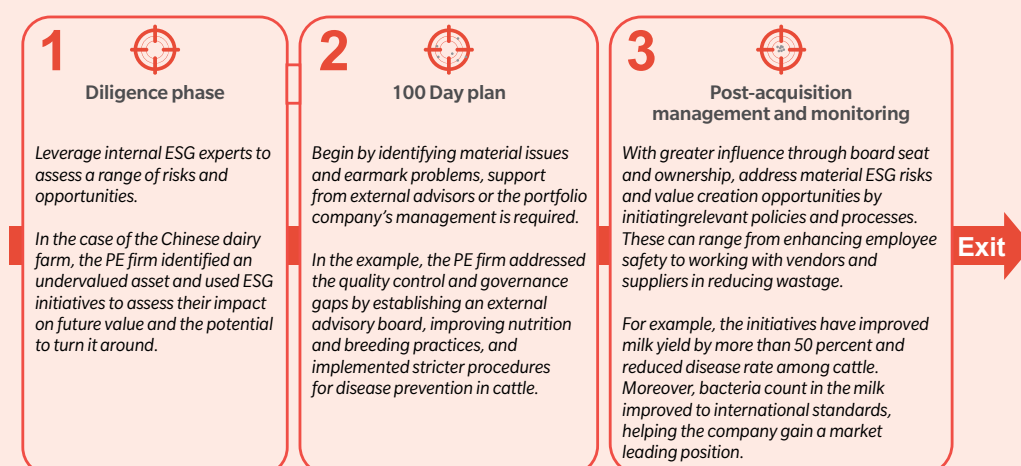 1
Diligence phase
Leverage internal ESG experts to
assess a range of risks and
opportunities.
In the case of the Chinese dairy
farm, the PE firm identified an
undervalued asset and used ESG
initiatives to assess their impact
on future value and the potential
to turn it around.
2
100 Day plan
Begin by identifying material issues
and earmark problems, support
from external advisors or the portfolio
company's management is required.
In the example, the PE firm addressed
the quality control and governance
gaps by establishing an external
advisory board, improving nutrition
and breeding practices, and
implemented stricter procedures
for disease prevention in cattle.
3
Post-acquisition
management and monitoring
With greater influence through board seat
and ownership, address material ESG risks
and value creation opportunities by
initiatingrelevant policies and processes.
These can range from enhancing employee
safety to working with vendors and
suppliers in reducing wastage.
For example, the initiatives have improved
milk yield by more than 50 percent and
reduced disease rate among cattle.
Moreover, bacteria count in the milk
improved to international standards,
helping the company gain a market
leading position.
Exit